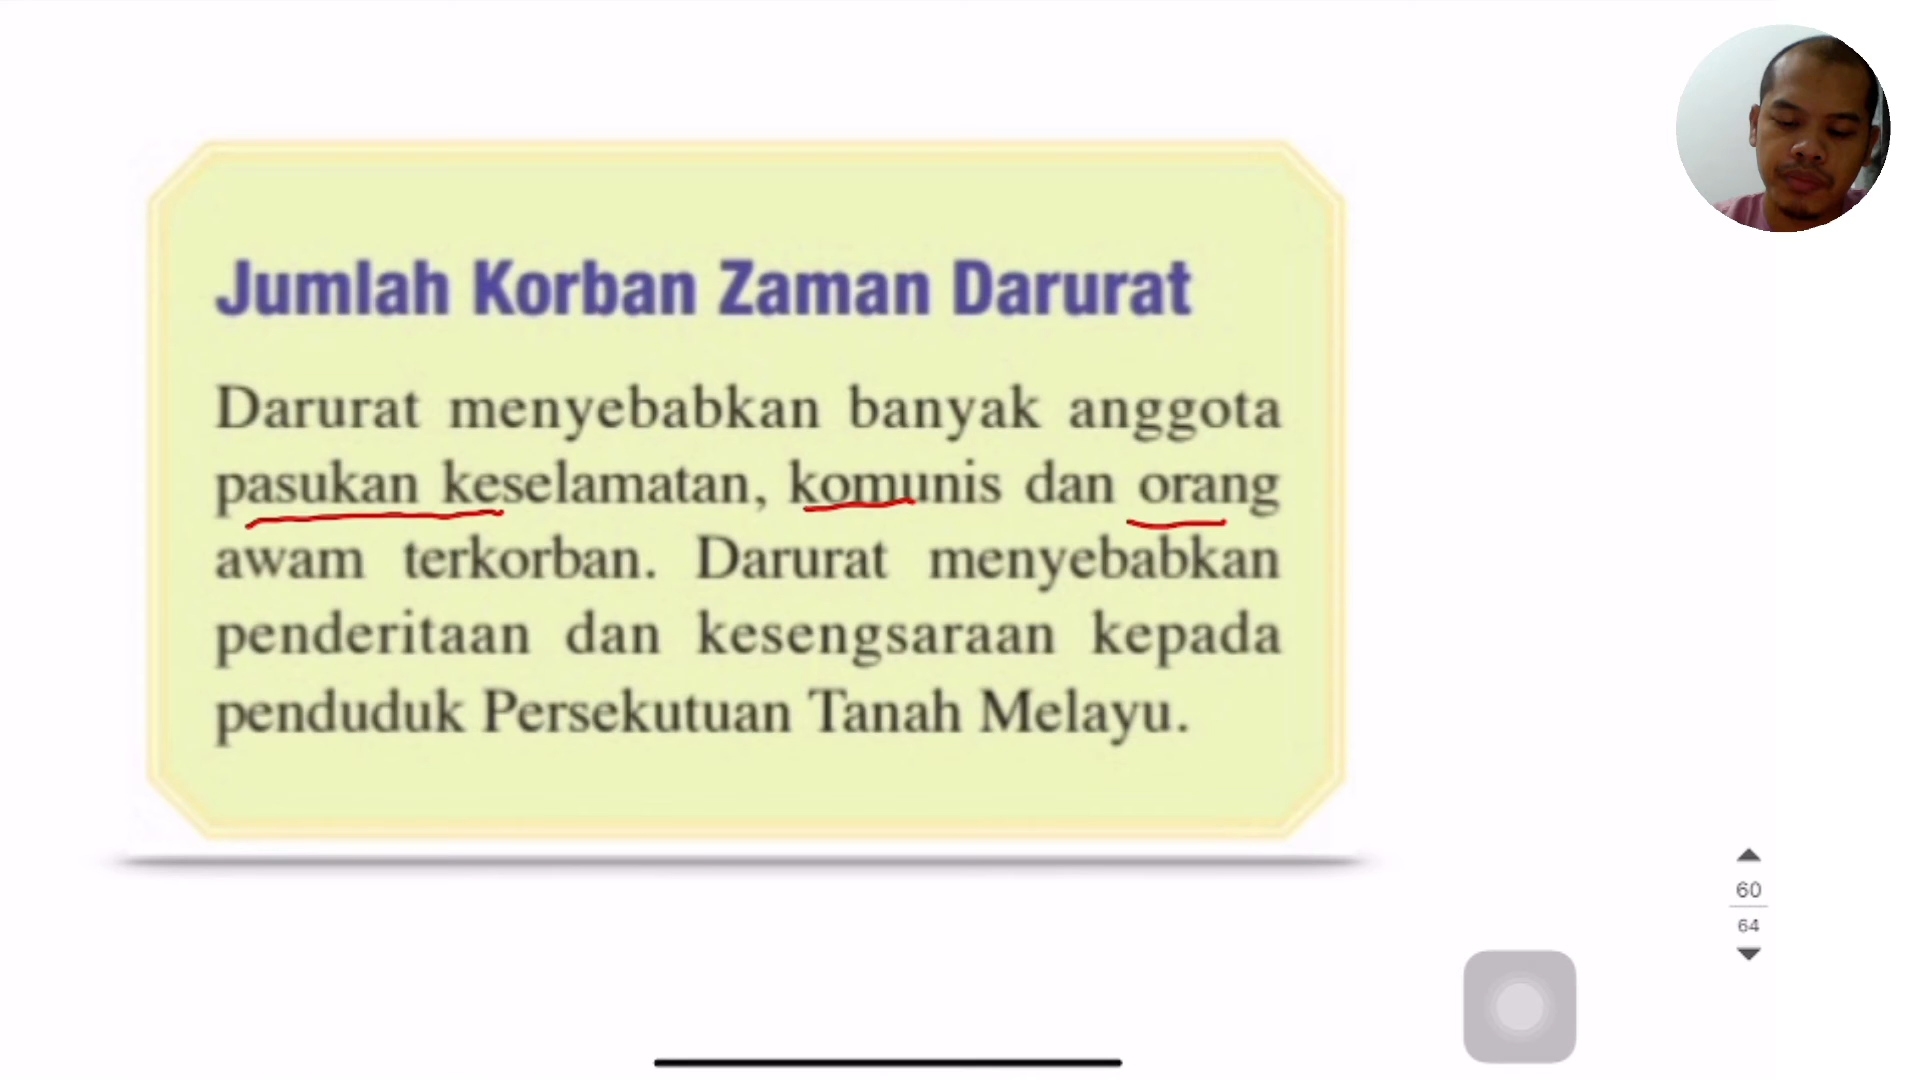 Jumlah Korban Zaman Darurat
Darurat menyebabkan banyak anggota
pasukan keselamatan, komunis dan orang
awam terkorban. Darurat menyebabkan
penderitaan dan kesengsaraan kepada
penduduk Persekutuan Tanah Melayu.
60
64